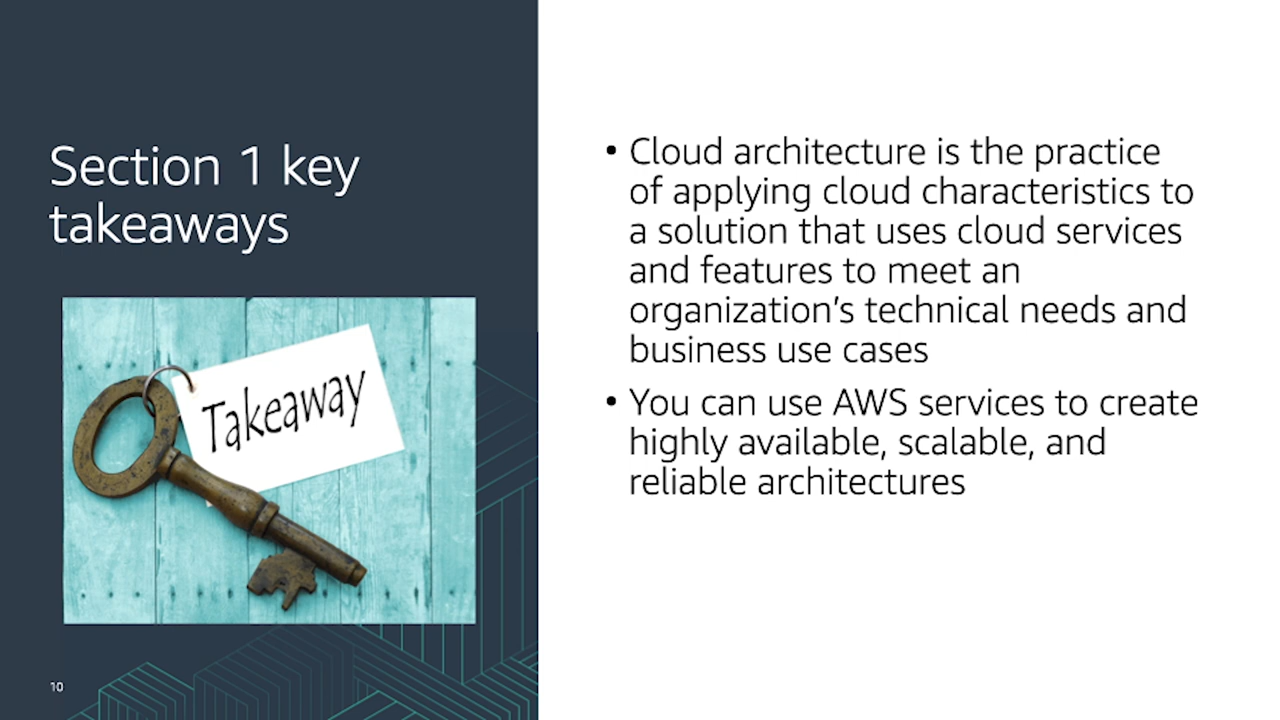 Section 1 key
takeaways
Takeaway
10
• Cloud architecture is the practice
of applying cloud characteristics to
a solution that uses cloud services
and features to meet an
organization's technical needs and
business use cases
• You can use AWS services to create
highly available, scalable, and
reliable architectures